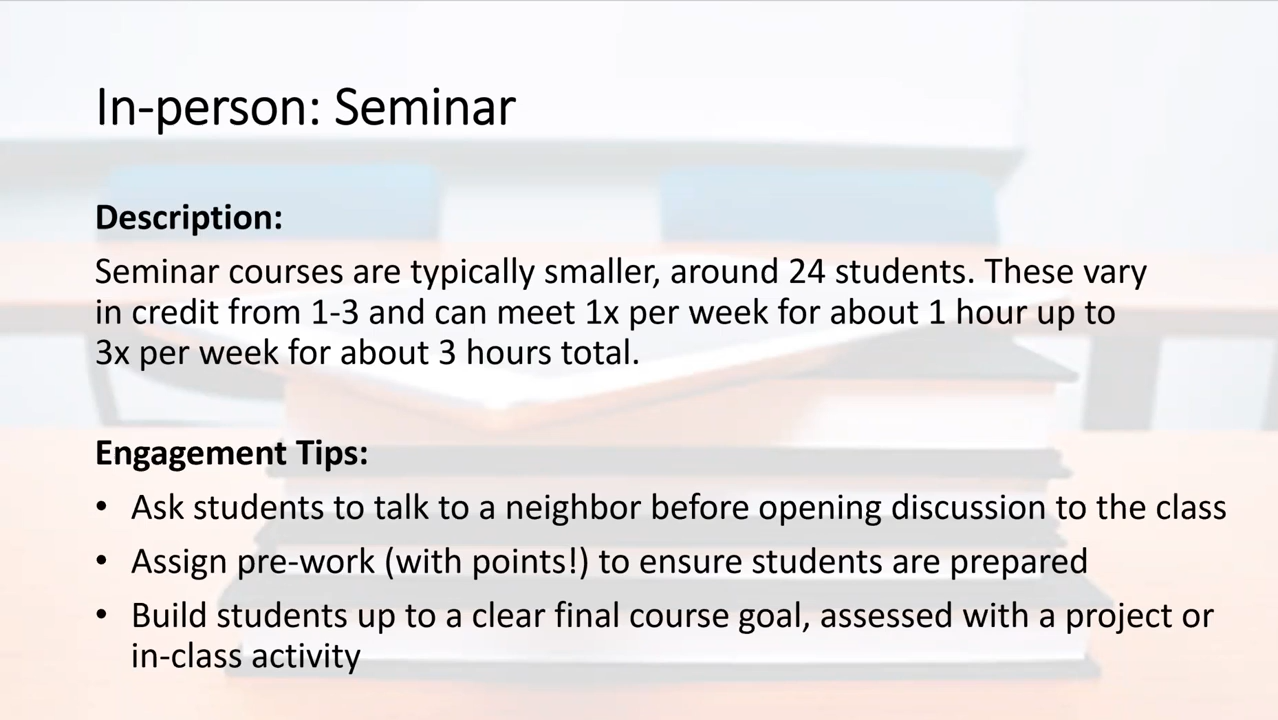 In-person: Seminar
Description:
Seminar courses are typically smaller, around 24 students. These vary
in credit from 1-3 and can meet 1x per week for about 1 hour up to
3x per week for about 3 hours total.
Engagement Tips:
• Ask students to talk to a neighbor before opening discussion to the class
• Assign pre-work (with points!) to ensure students are prepared
• Build students up to a clear final course goal, assessed with a project or
in-class activity